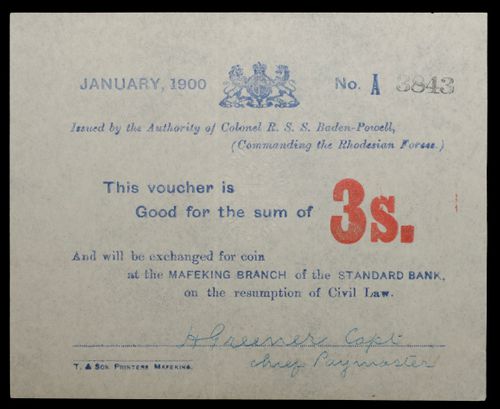 JANUARY, 1900 No. A 3843
Issued by the Authority of Colonel R. S. S. Baden-Powell,
(Commanding the Rhodesian Forces.)
This voucher is
Good for the sum of 3s.
And will be exchanged for coin
at the MAFEKING BRANCH of the STANDARD BANK,
on the resumption of Civil Law.
H Greener Capt
Chief Paymaster
T. & SON PRINTERS MAFEKING.